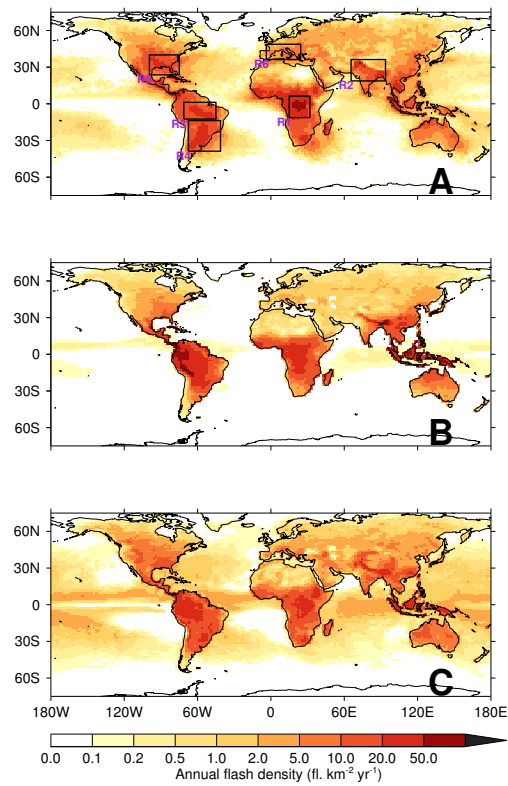 60N
30N
0
30S
60S
R6
R2
R3
R1
R4
A
60N
30N
0
30S
60S
B
60N
30N
0
30S
60S
C
180W 120W 60W 0 60E 120E 180E
0.0 0.1 0.2 0.5 1.0 2.0 5.0 10.0 20.0 50.0
Annual flash density (fl. km⁻² yr⁻¹)